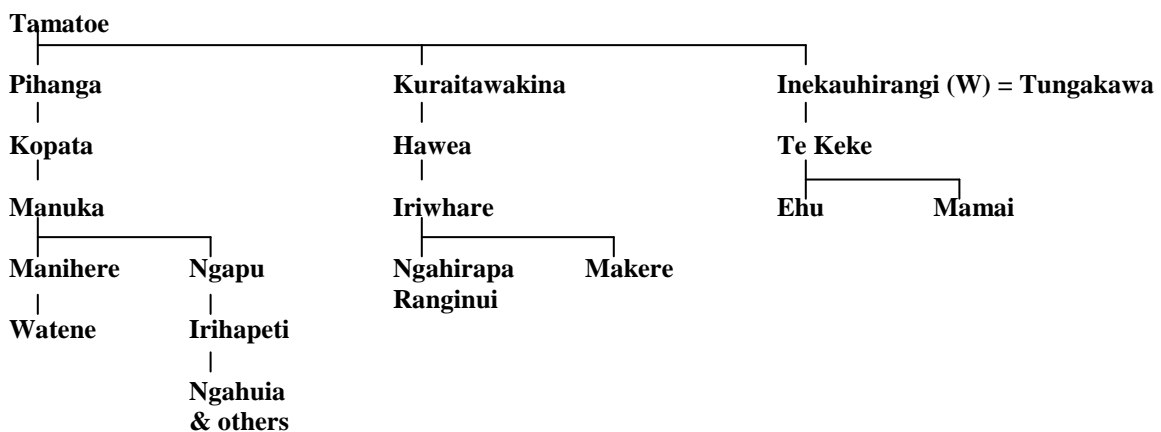 Tamatoe
Pihanga Kuraitawakina Inekauhirangi (W) = Tungakawa
Kopata Hawea Te Keke
Manuka Iriwhare Ehu Mamai
Manihere Ngapu Ngahirapa Makere
Ranginui
Watene Irihapeti
Ngahuia
& others